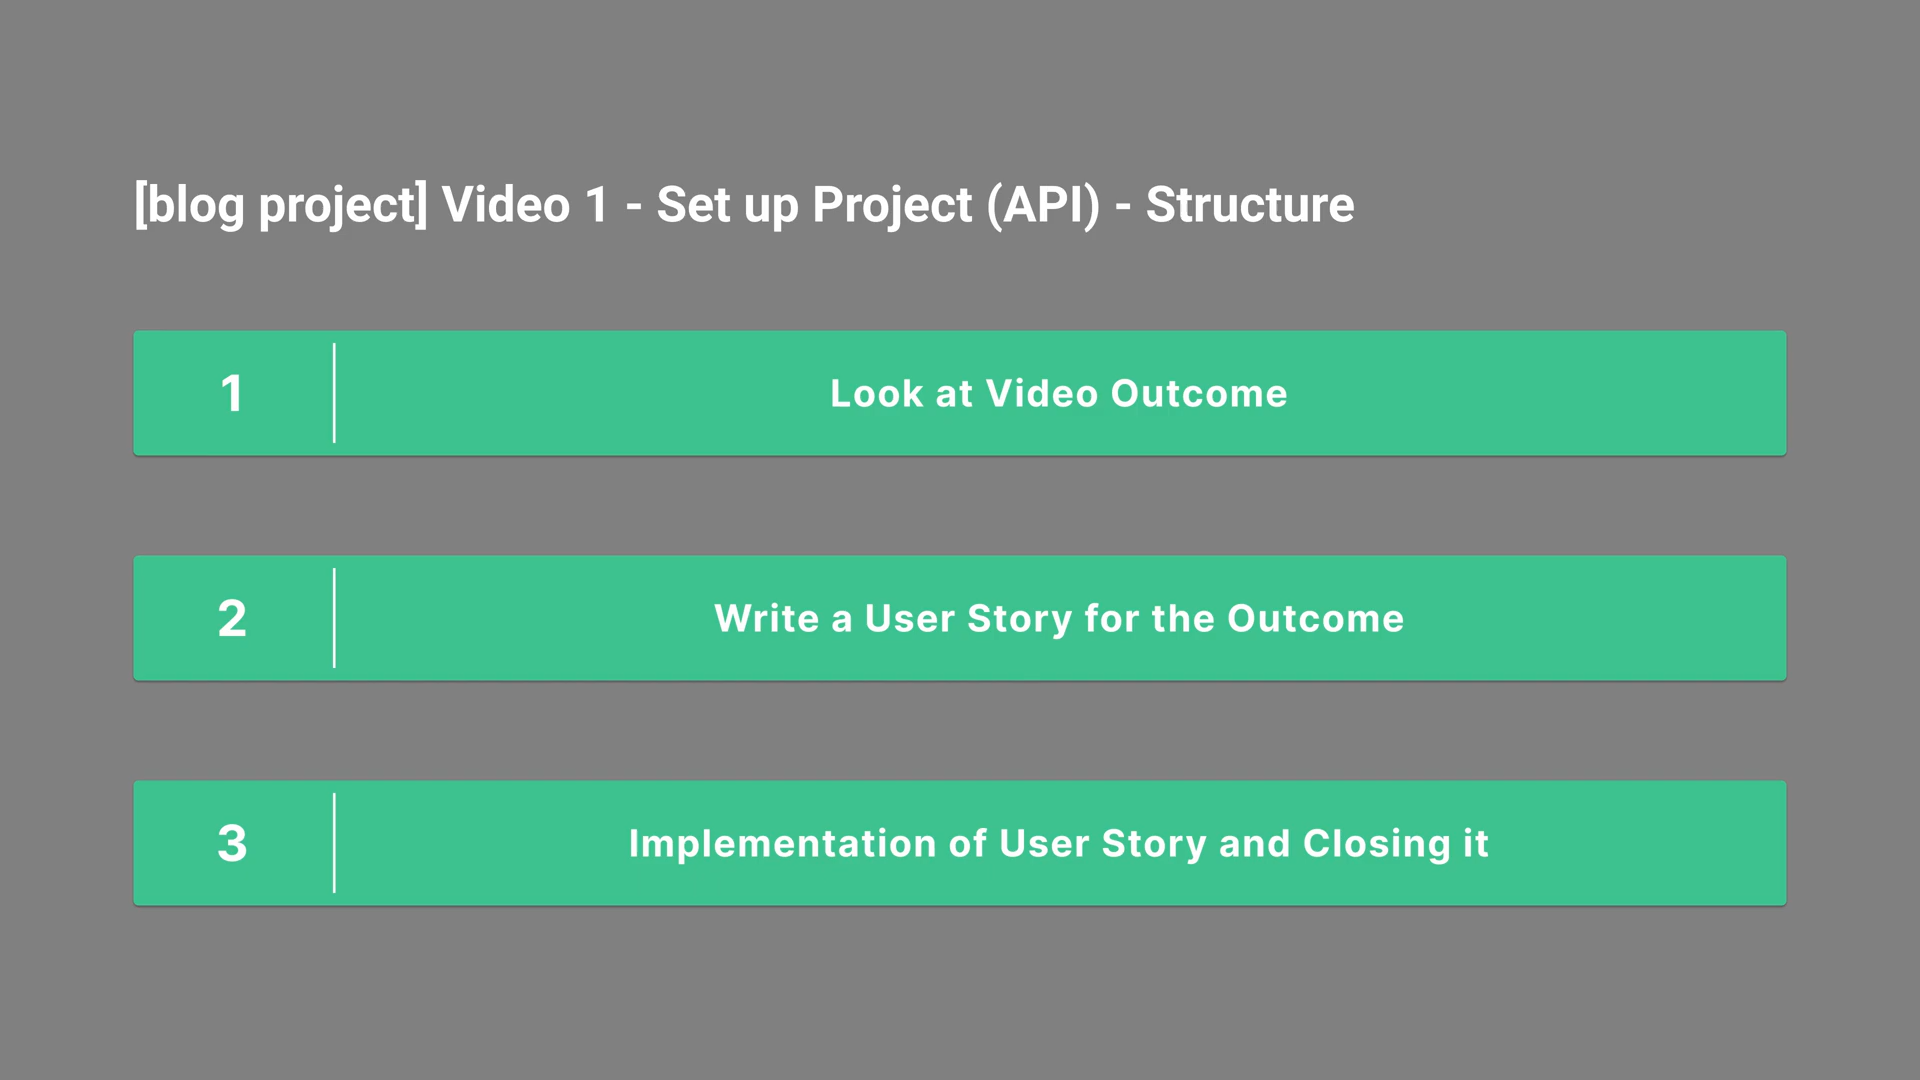 [blog project] Video 1 - Set up Project (API) - Structure
1
Look at Video Outcome
2
Write a User Story for the Outcome
3
Implementation of User Story and Closing it